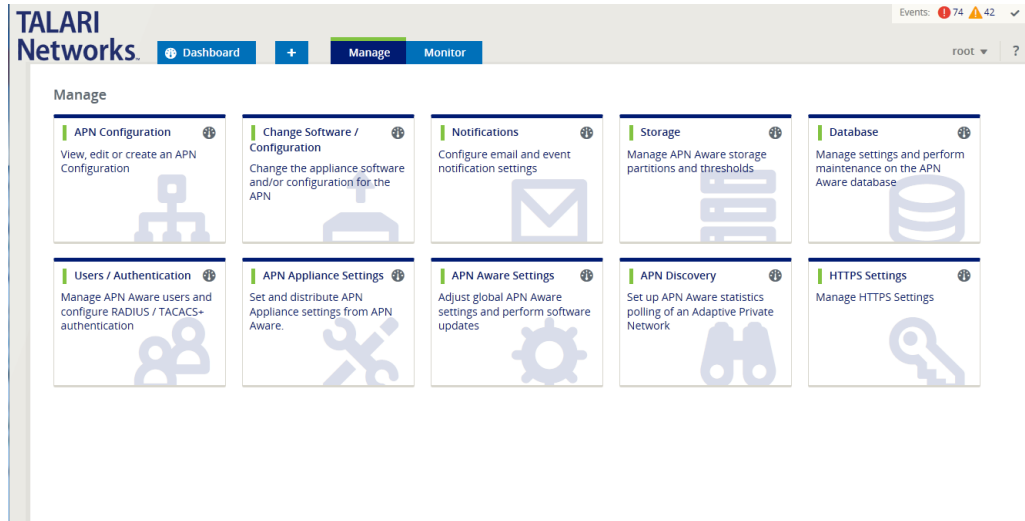 Events: 74 42
TALARI
Networks
Dashboard + Manage Monitor root ?
Manage
APN Configuration
View, edit or create an APN
Configuration
Change Software /
Configuration
Change the appliance software
and/or configuration for the
APN
Notifications
Configure email and event
notification settings
Storage
Manage APN Aware storage
partitions and thresholds
Database
Manage settings and perform
maintenance on the APN
Aware database
Users / Authentication
Manage APN Aware users and
configure RADIUS / TACACS+
authentication
APN Appliance Settings
Set and distribute APN
Appliance settings from APN
Aware.
APN Aware Settings
Adjust global APN Aware
settings and perform software
updates
APN Discovery
Set up APN Aware statistics
polling of an Adaptive Private
Network
HTTPS Settings
Manage HTTPS Settings